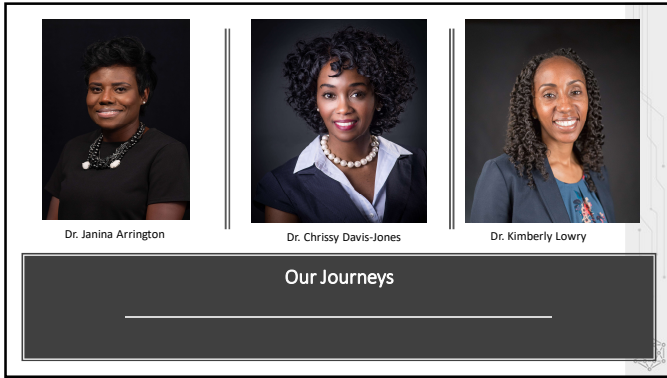 Dr. Janina Arrington
Dr. Chrissy Davis-Jones
Dr. Kimberly Lowry
Our Journeys